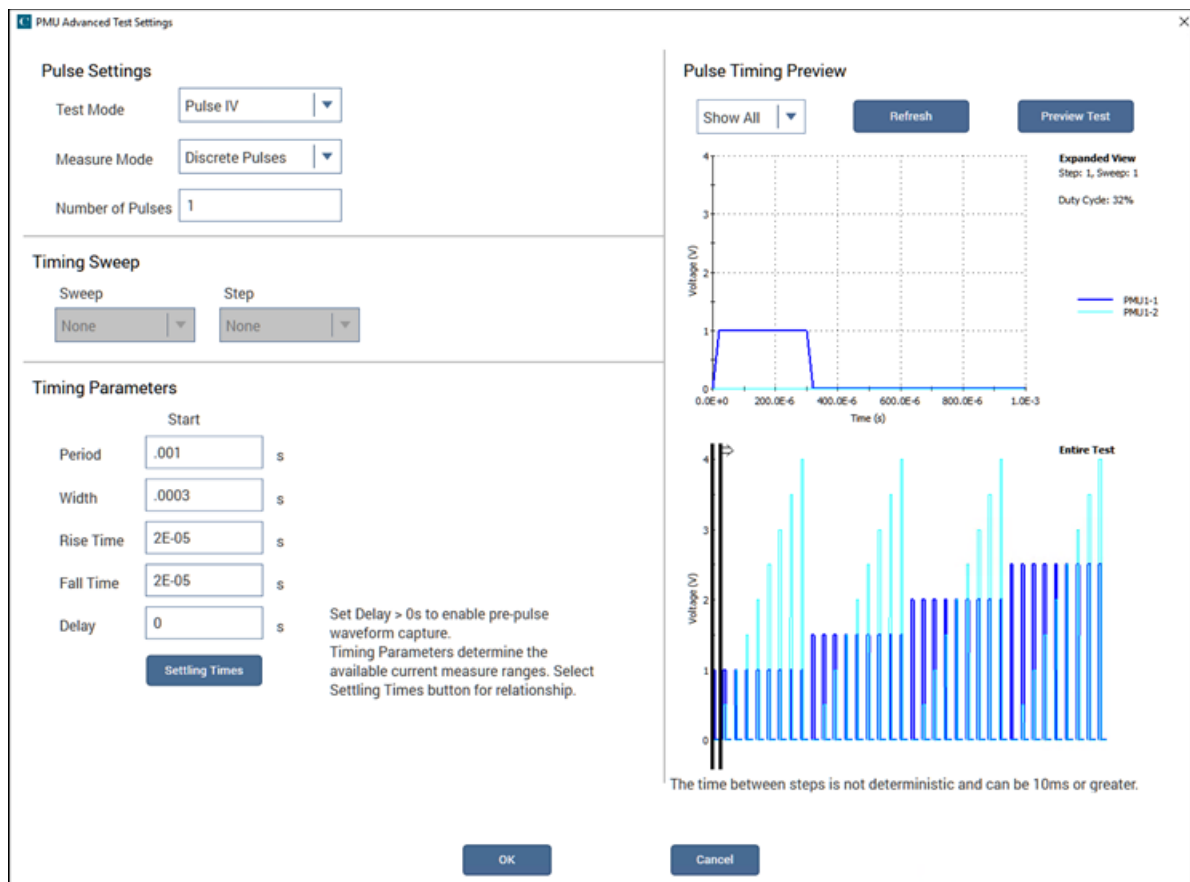 PMU Advanced Test Settings
Pulse Settings
Test Mode
Pulse IV
Measure Mode
Discrete Pulses
Number of Pulses
1
Timing Sweep
Sweep
Step
None
None
Timing Parameters
Start
Period
.001
s
Width
.0003
s
Rise Time
2E-05
s
Fall Time
2E-05
s
Delay
0
s
Settling Times
Set Delay > 0s to enable pre-pulse
waveform capture.
Timing Parameters determine the
available current measure ranges. Select
Settling Times button for relationship.
Pulse Timing Preview
Show All
Refresh
Preview Test
Expanded View
Step: 1, Sweep: 1
Duty Cycle: 32%
4
3
2
1
0
Voltage (V)
0.0E+0
200.0E-6
400.0E-6
600.0E-6
800.0E-6
1.0E-3
Time (s)
PMU1-1
PMU1-2
Entire Test
4
3
2
1
0
Voltage (V)
The time between steps is not deterministic and can be 10ms or greater.
OK
Cancel